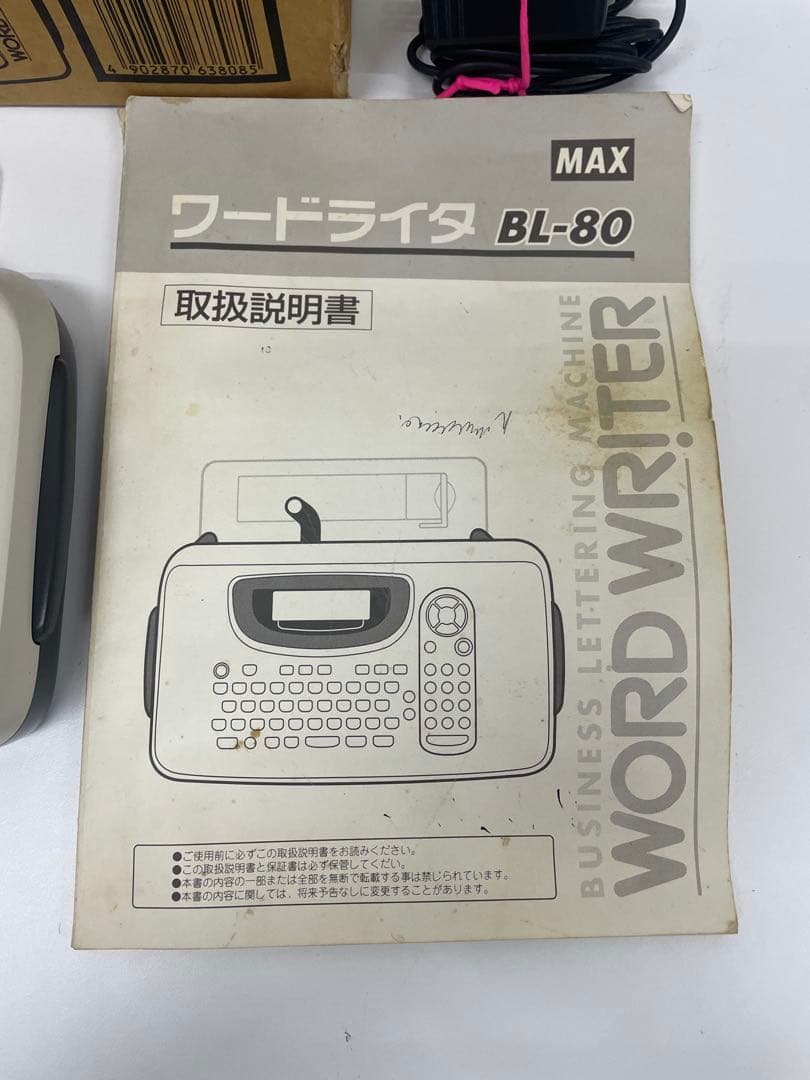 WORD
4 902870 638085
MAX
ワードライタ BL-80
取扱説明書
BUSINESS LETTERING MACHINE
WORD WRITER
●ご使用前に必ずこの取扱説明書をお読みください。
●この取扱説明書と保証書は必ず保管してください。
●本書の内容の一部または全部を無断で転載する事は禁じられています。
●本書の内容に関しては、将来予告なしに変更することがあります。